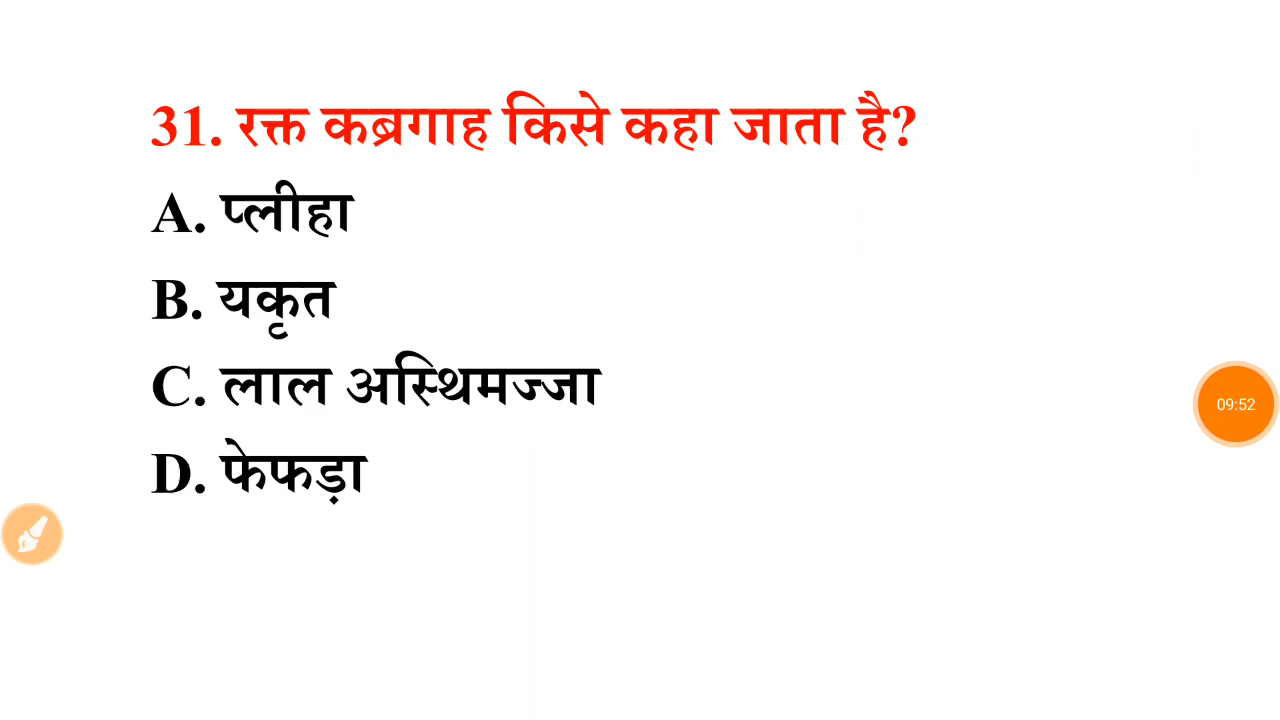 31. रक्त कब्रगाह किसे कहा जाता है?
A. प्लीहा
B. यकृत
C. लाल अस्थिमज्जा
D. फेफड़ा
09:52